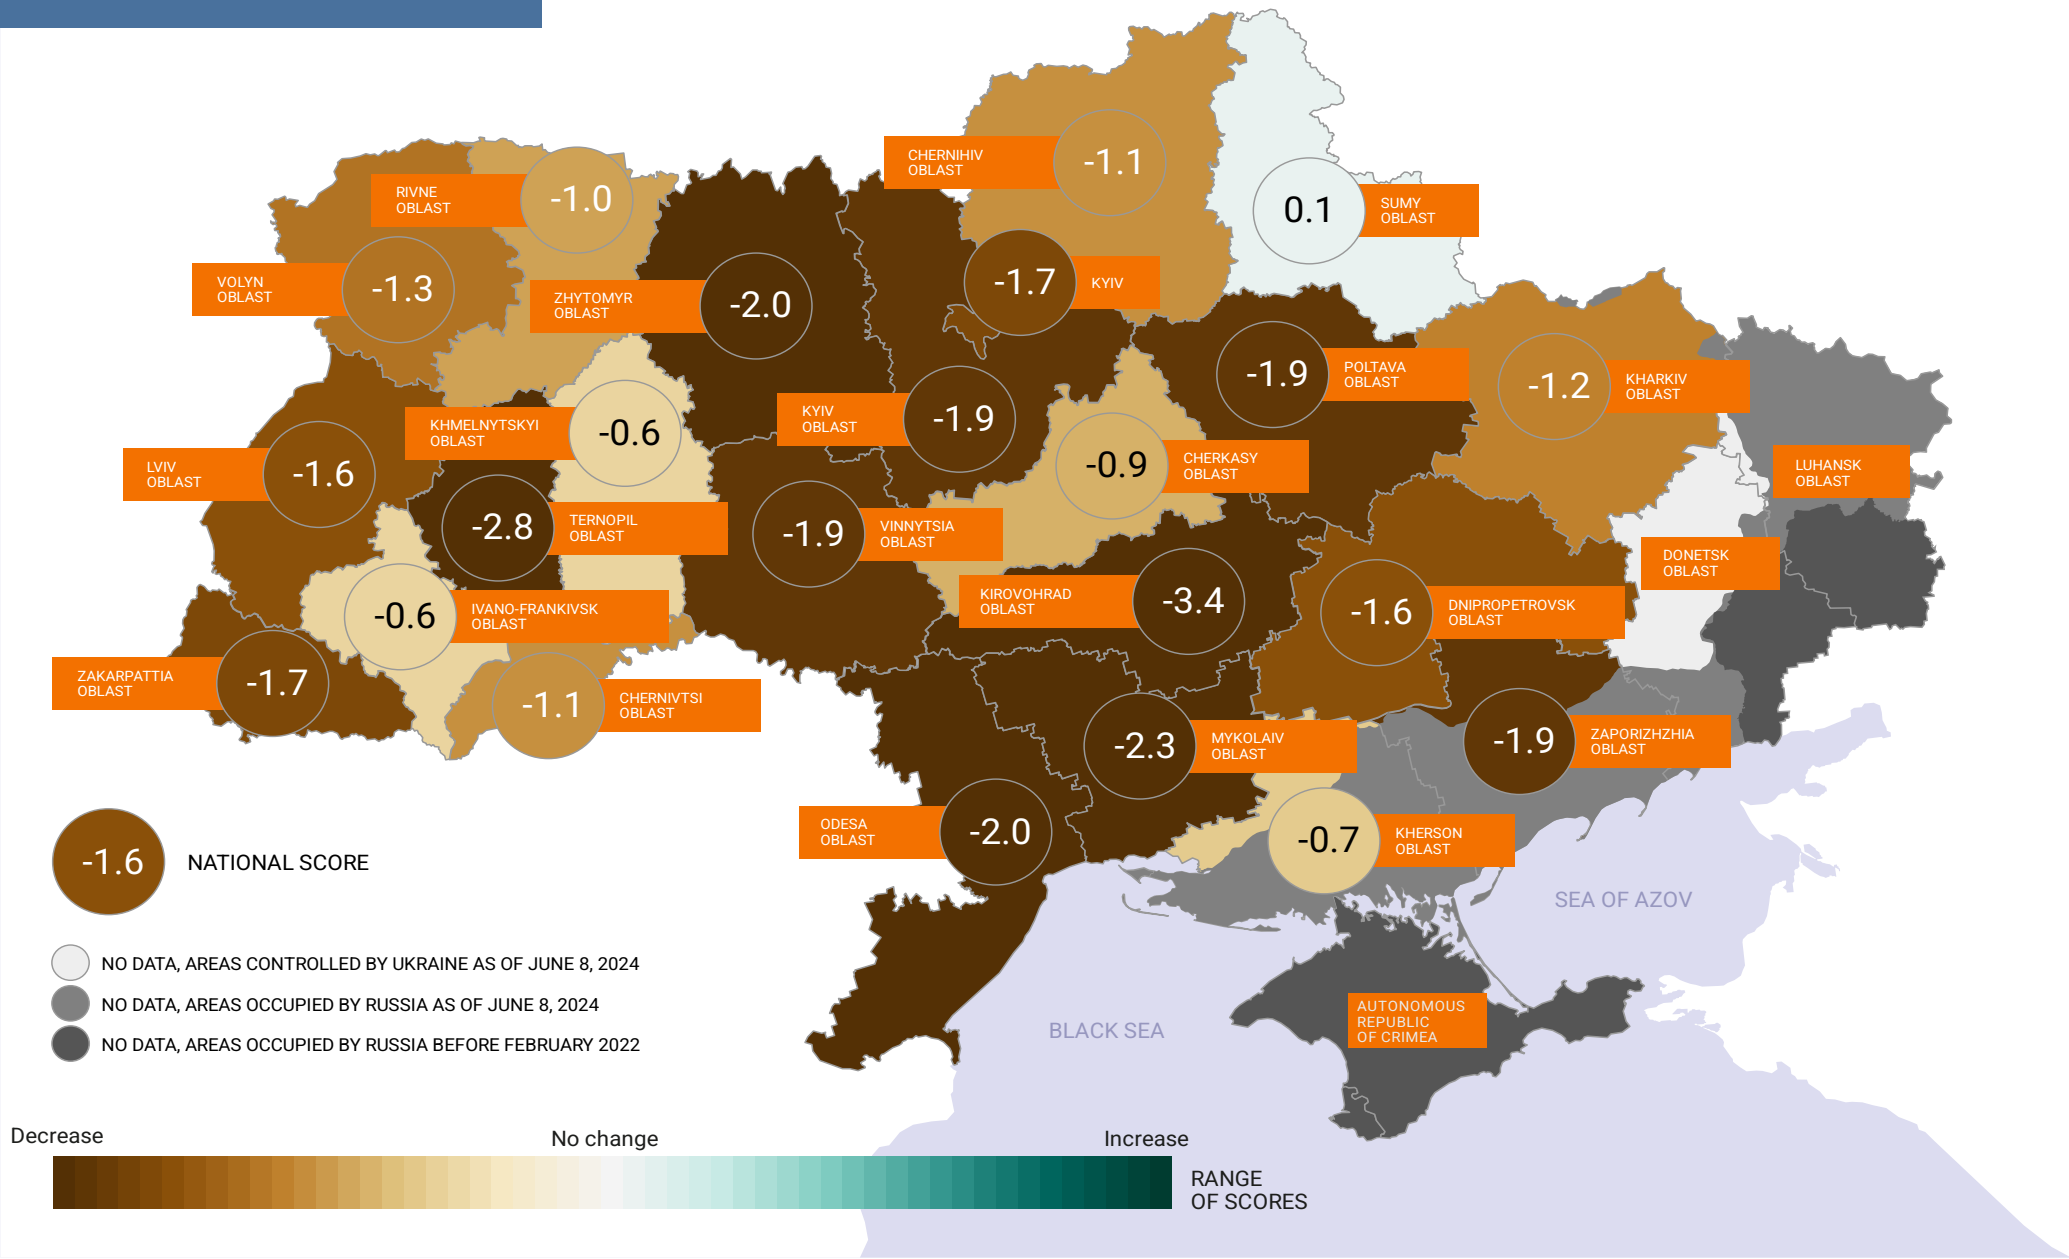 CHERNIHIV
OBLAST
-1.1
RIVNE
OBLAST
-1.0
0.1
SUMY
OBLAST
VOLYN
OBLAST
-1.3
ZHYTOMYR
OBLAST
-2.0
-1.7
KYIV
-1.9
POLTAVA
OBLAST
-1.2
KHARKIV
OBLAST
KHMELNYTSKYI
OBLAST
-0.6
KYIV
OBLAST
-1.9
-0.9
CHERKASY
OBLAST
LVIV
OBLAST
-1.6
LUHANSK
OBLAST
-2.8
TERNOPIL
OBLAST
-1.9
VINNYTSIA
OBLAST
DONETSK
OBLAST
-0.6
IVANO-FRANKIVSK
OBLAST
KIROVOHRAD
OBLAST
-3.4
-1.6
DNIPROPETROVSK
OBLAST
ZAKARPATTIA
OBLAST
-1.7
-1.1
CHERNIVTSI
OBLAST
-2.3
MYKOLAIV
OBLAST
-1.9
ZAPORIZHZHIA
OBLAST
ODESA
OBLAST
-2.0
-0.7
KHERSON
OBLAST
-1.6
NATIONAL SCORE
SEA OF AZOV
NO DATA, AREAS CONTROLLED BY UKRAINE AS OF JUNE 8, 2024
NO DATA, AREAS OCCUPIED BY RUSSIA AS OF JUNE 8, 2024
NO DATA, AREAS OCCUPIED BY RUSSIA BEFORE FEBRUARY 2022
BLACK SEA
AUTONOMOUS
REPUBLIC
OF CRIMEA
Decrease
No change
Increase
RANGE
OF SCORES